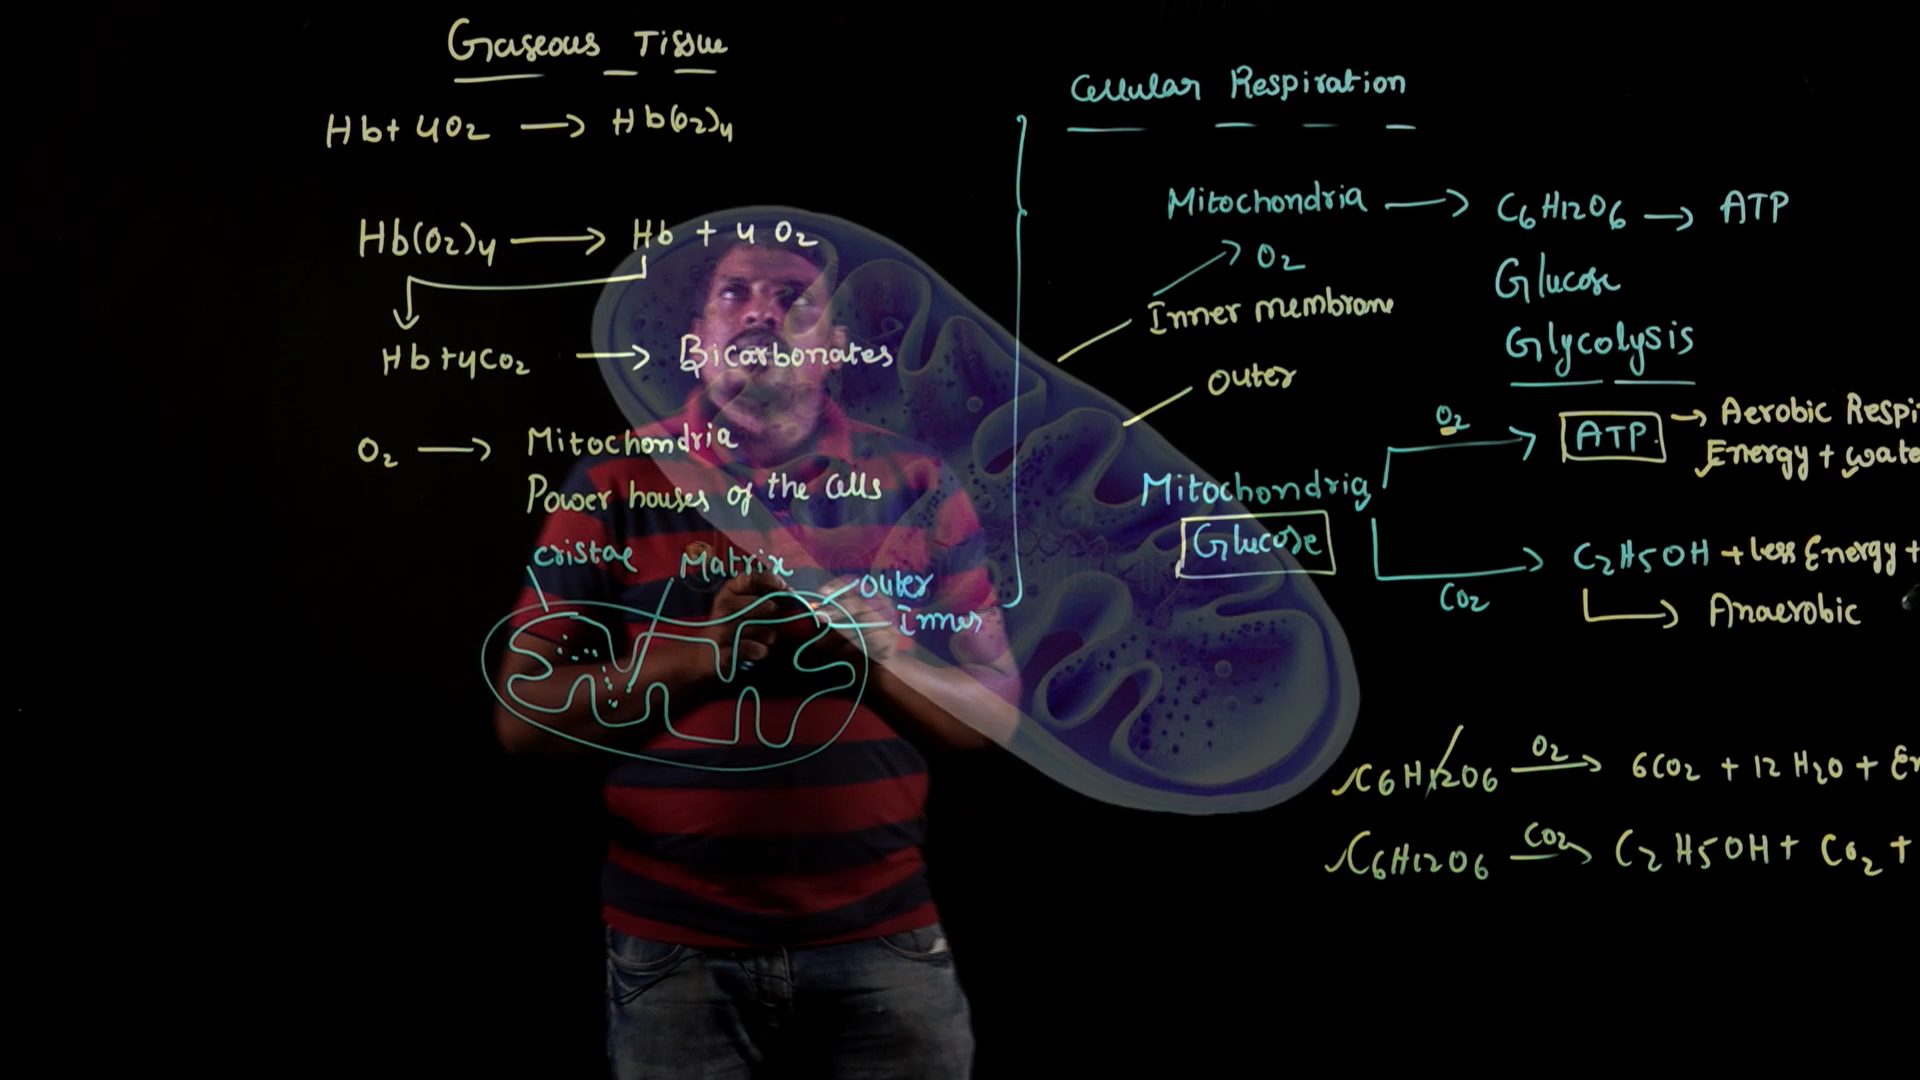 Gaseous Tissue
Hb + 4O2 → Hb(O2)4
Hb(O2)4 → Hb + 4 O2
Hb + 4CO2 → Bicarbonates
O2 → Mitochondria
Power houses of the Cells
Cristae Matrix
Outer
Inner
Cellular Respiration
Mitochondria → C6H12O6 → ATP
O2
Glucose
Inner membrane
Glycolysis
Outer
O2
ATP → Aerobic Respi
Energy + wate
Mitochondria
Glucose
C2H5OH + less Energy +
CO2
Anaerobic
C6H12O6 O2 → 6CO2 + 12 H2O + En
C6H12O6 CO2 → C2 H5OH + CO2 +